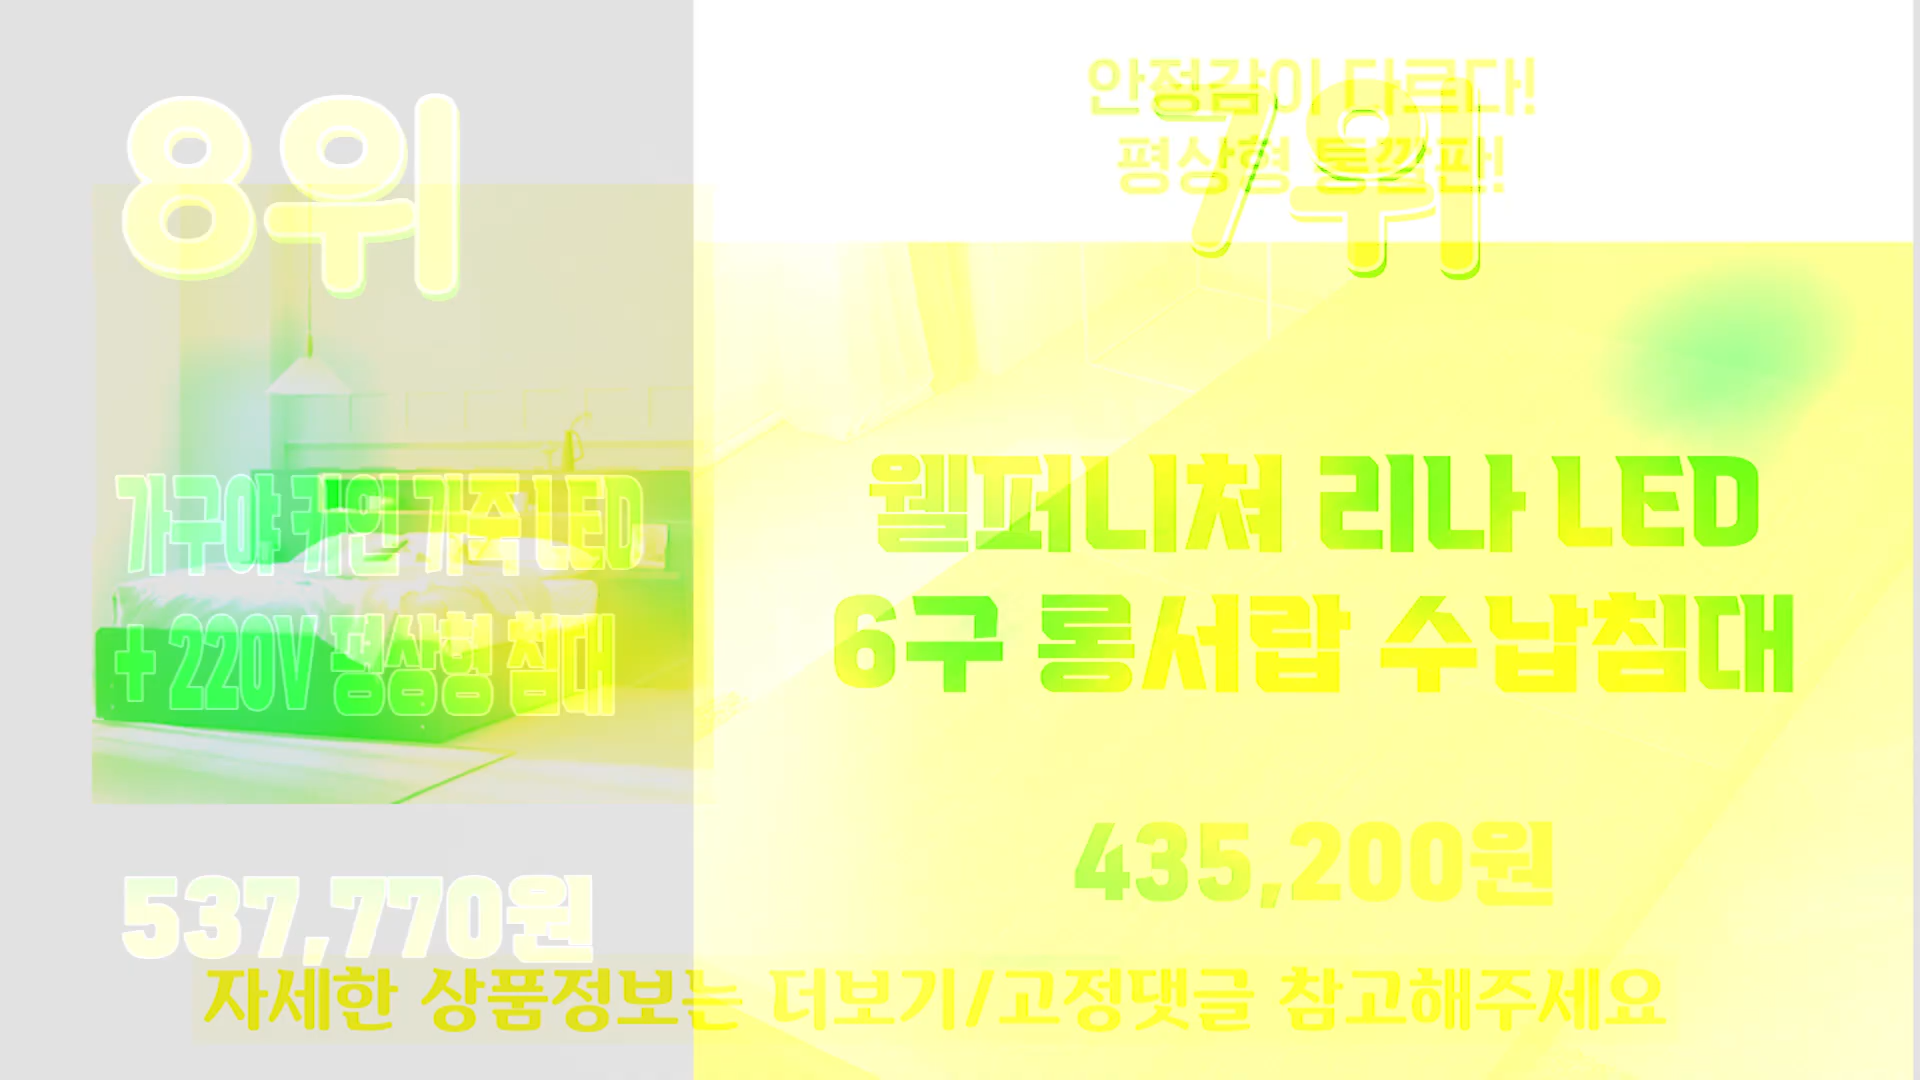 8위
가구야 카인 가죽 LED
+ 220V 평상형 침대
537,770원
안정감이 다르다!
평상형 통깔판!
7위
웰퍼니쳐 리나 LED
6구 롱서랍 수납침대
435,200원
자세한 상품정보는 더보기/고정댓글 참고해주세요